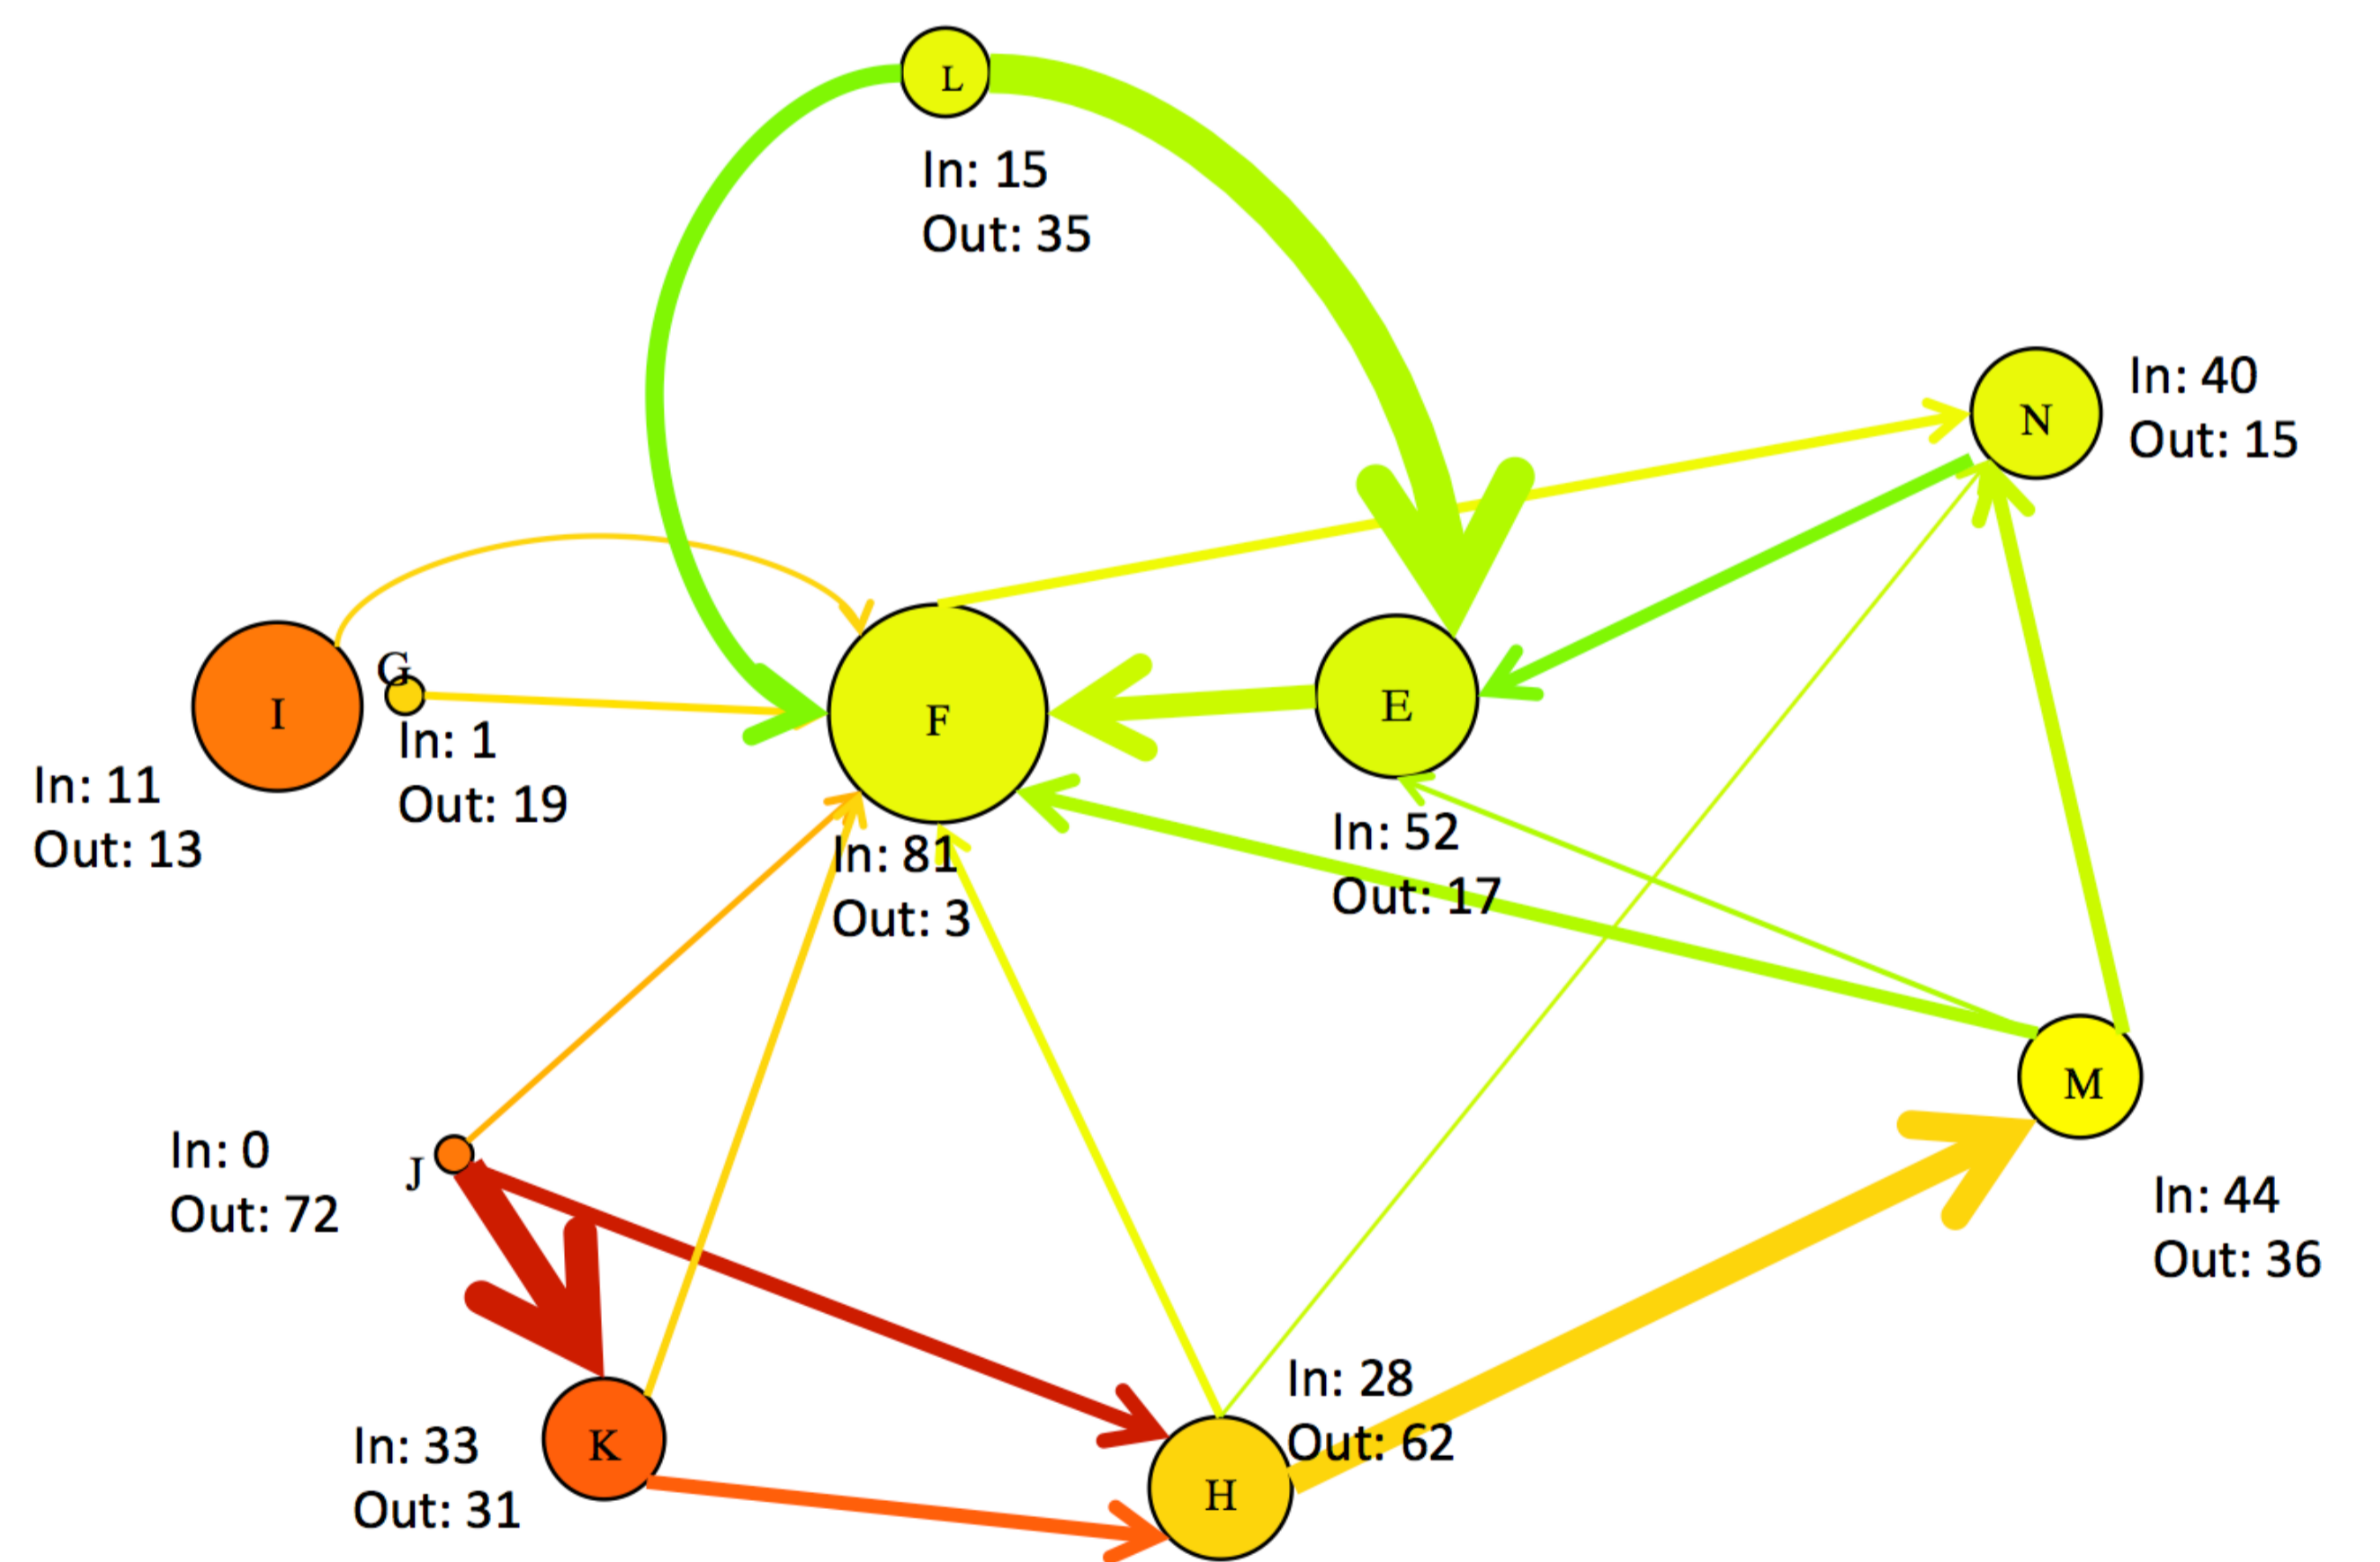 L
In: 15
Out: 35
N
In: 40
Out: 15
I
In: 11
Out: 13
G
In: 1
Out: 19
F
In: 81
Out: 3
E
In: 52
Out: 17
J
In: 0
Out: 72
M
In: 44
Out: 36
K
In: 33
Out: 31
H
In: 28
Out: 62